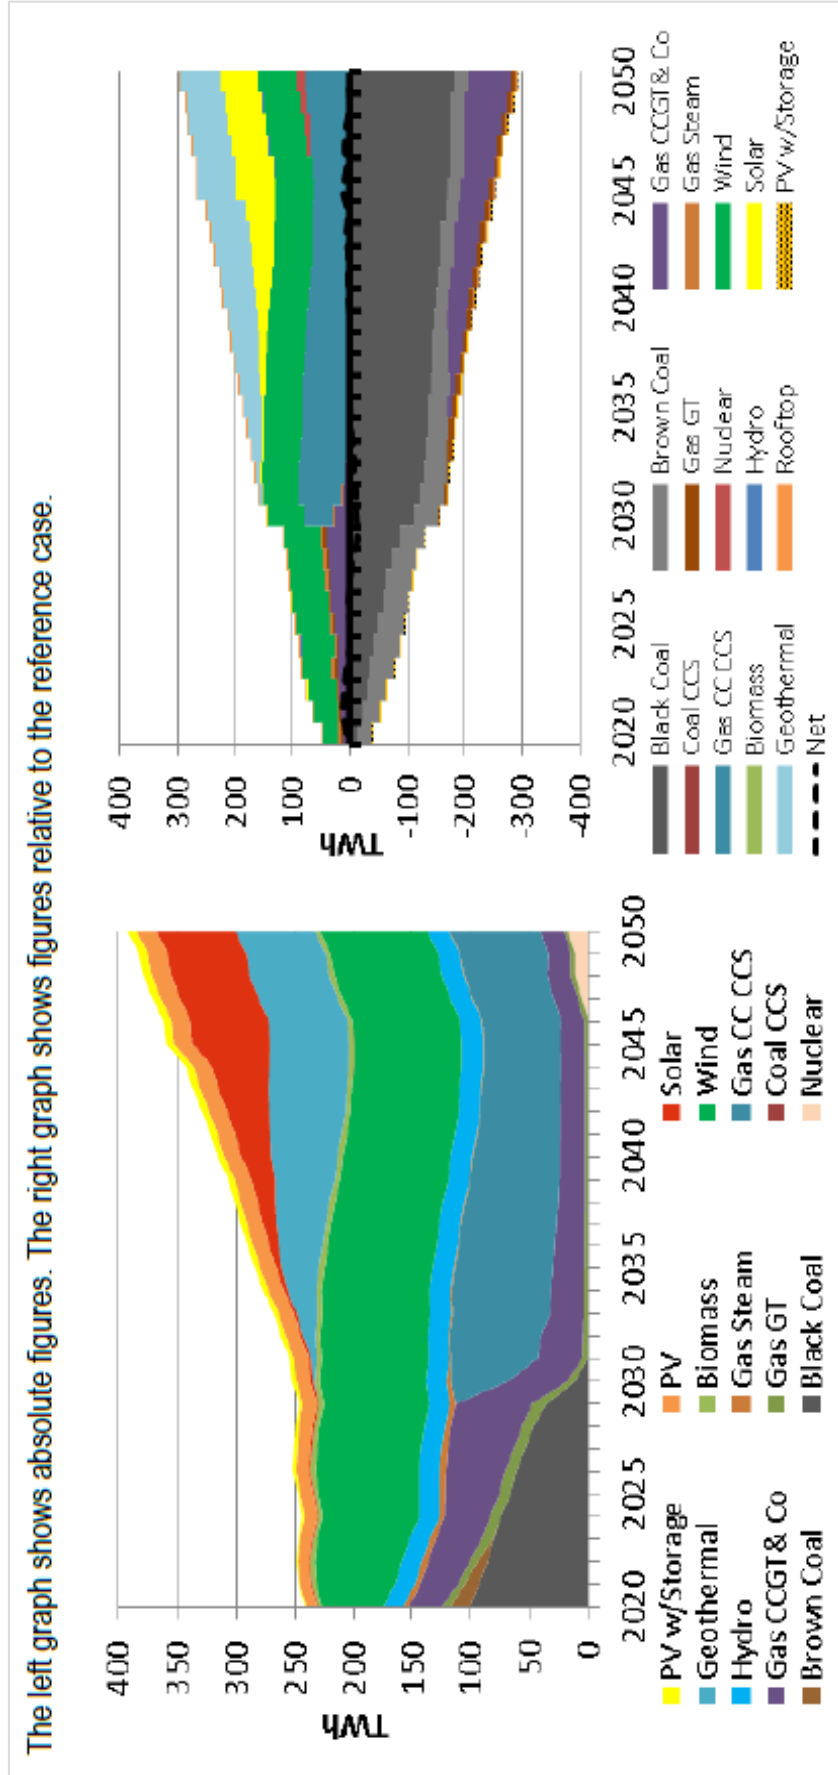 The left graph shows absolute figures. The right graph shows figures relative to the reference case.
400
350
300
250
200
150
100
50
0
TWh
2020 2025 2030 2035 2040 2045 2050
PV w/Storage PV Solar
Geothermal Biomass Wind
Hydro Gas Steam Gas CC CCS
Gas CCGT& Co Gas GT Coal CCS
Brown Coal Black Coal Nuclear
400
300
200
100
0
-100
-200
-300
-400
TWh
2020 2025 2030 2035 2040 2045 2050
Black Coal Brown Coal Gas CCGT& Co
Coal CCS Gas GT Gas Steam
Gas CC CCS Nuclear Wind
Biomass Hydro Solar
Geothermal Rooftop PV w/Storage
Net